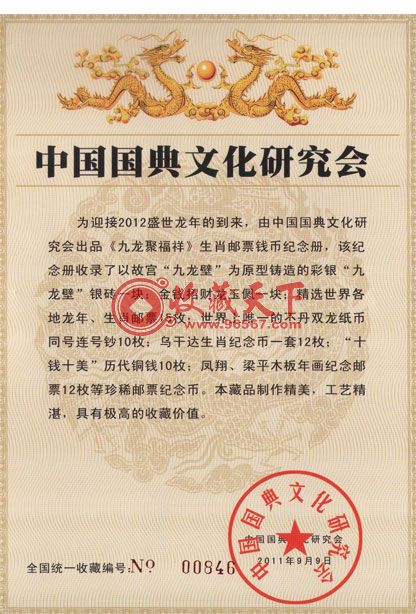 中国国典文化研究会
为迎接2012盛世龙年的到来，由中国国典文化研
究会出品《九龙聚福祥》生肖邮票钱币纪念册，该纪
念册收录了以故宫“九龙壁”为原型铸造的彩银“九
龙壁”银砖一块；金钱招财龙玉佩一块；精选世界各
地龙年、生肖邮票15枚；世界上唯一的不丹双龙纸币
同号连号钞10枚；乌干达生肖纪念币一套12枚；“十
钱十美”历代铜钱10枚；凤翔、梁平木板年画纪念邮
票12枚等珍稀邮票纪念币。本藏品制作精美，工艺精
湛，具有极高的收藏价值。
收藏天下
www.96567.com
中国国典文化研究会
中国国典文化研究会
2011年9月9日
全国统一收藏编号：No 00846